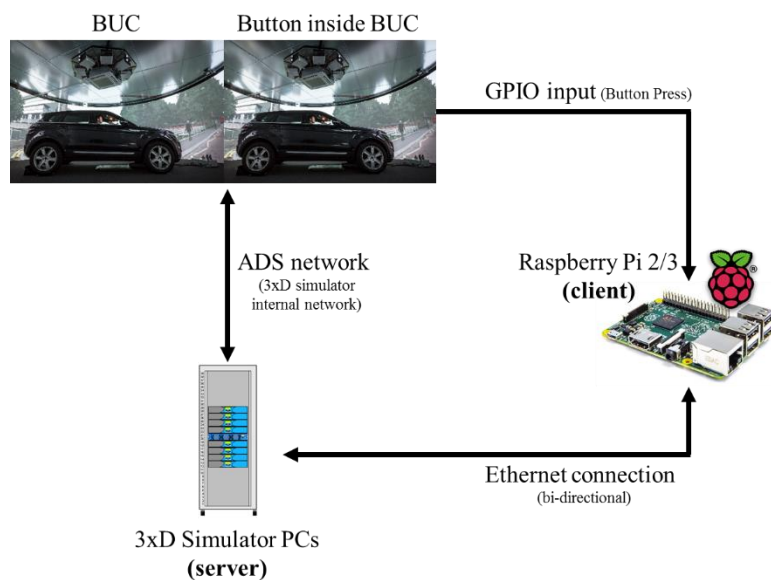 BUC
Button inside BUC
GPIO input (Button Press)
ADS network
(3xD simulator
internal network)
Raspberry Pi 2/3
(client)
®
Ethernet connection
(bi-directional)
3xD Simulator PCs
(server)